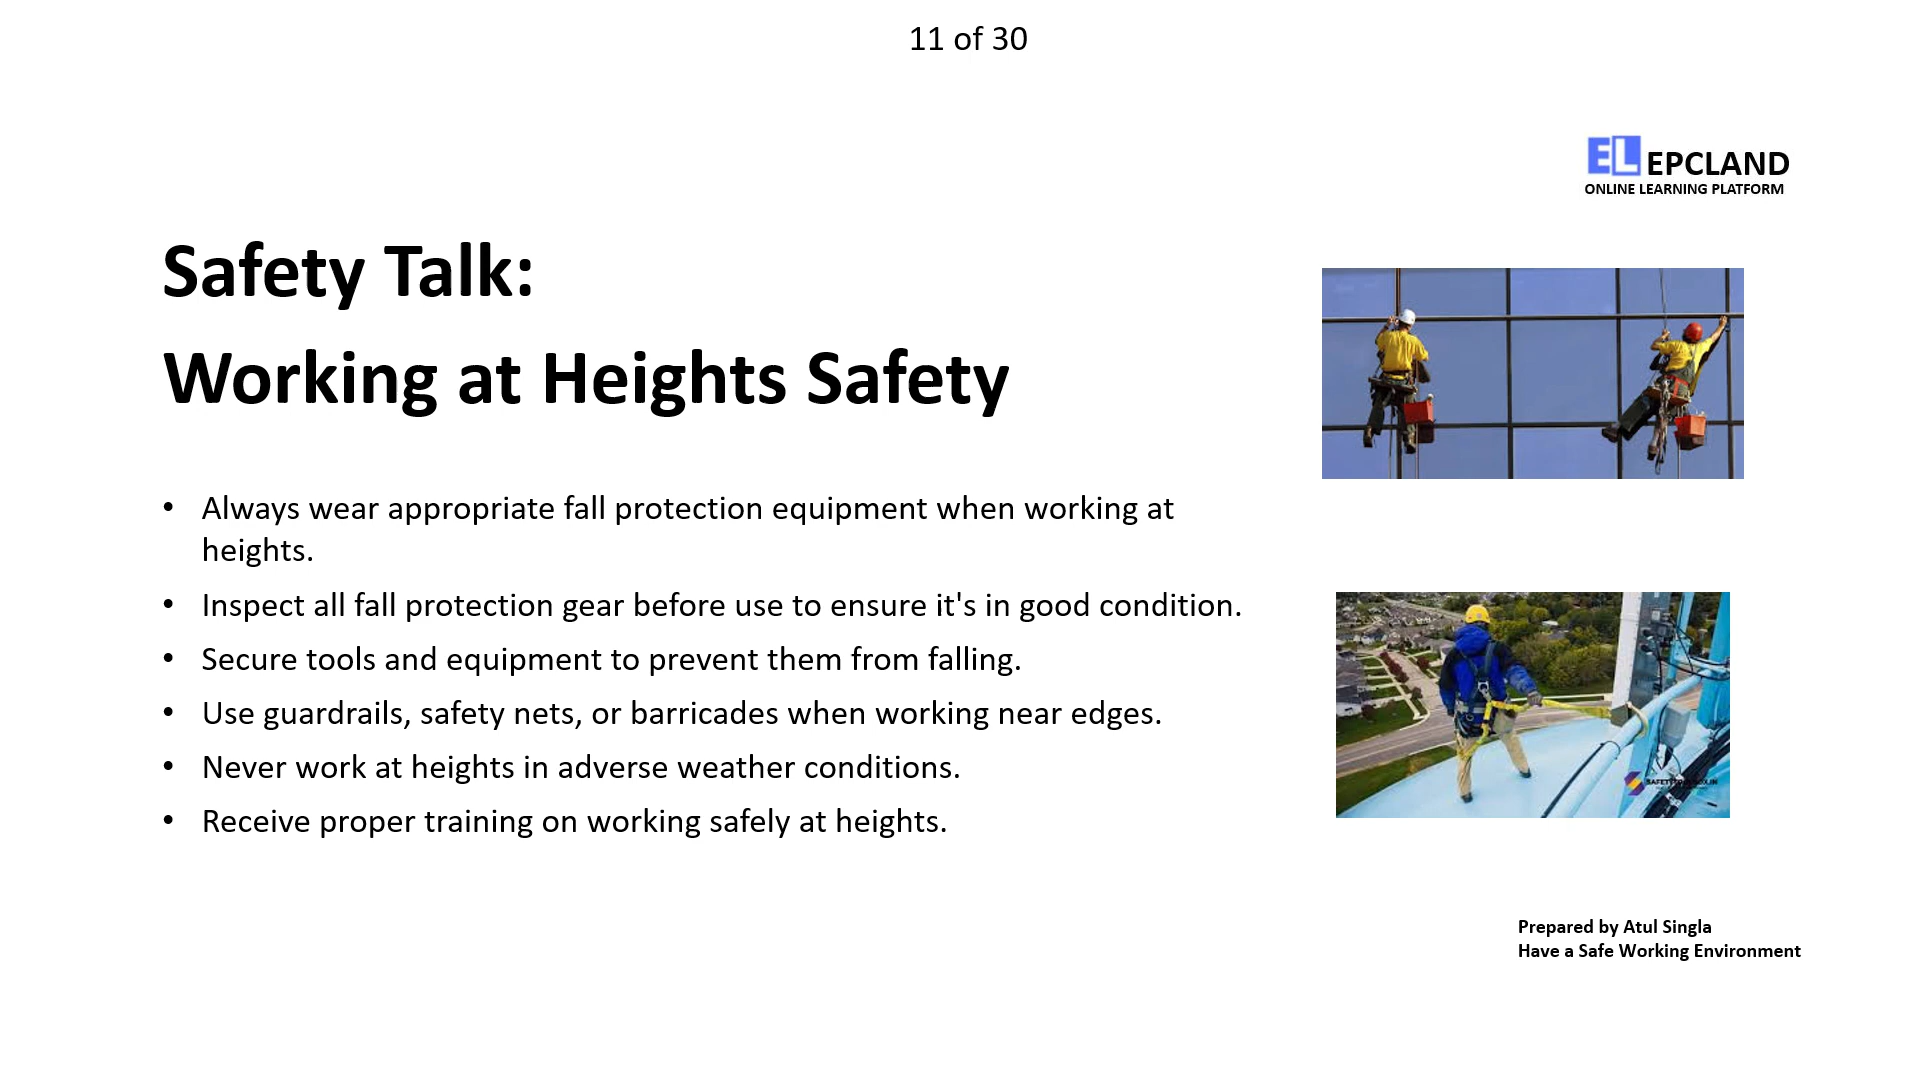 11 of 30
EL EPCLAND
ONLINE LEARNING PLATFORM
Safety Talk:
Working at Heights Safety
• Always wear appropriate fall protection equipment when working at
heights.
• Inspect all fall protection gear before use to ensure it's in good condition.
• Secure tools and equipment to prevent them from falling.
• Use guardrails, safety nets, or barricades when working near edges.
• Never work at heights in adverse weather conditions.
• Receive proper training on working safely at heights.
Prepared by Atul Singla
Have a Safe Working Environment